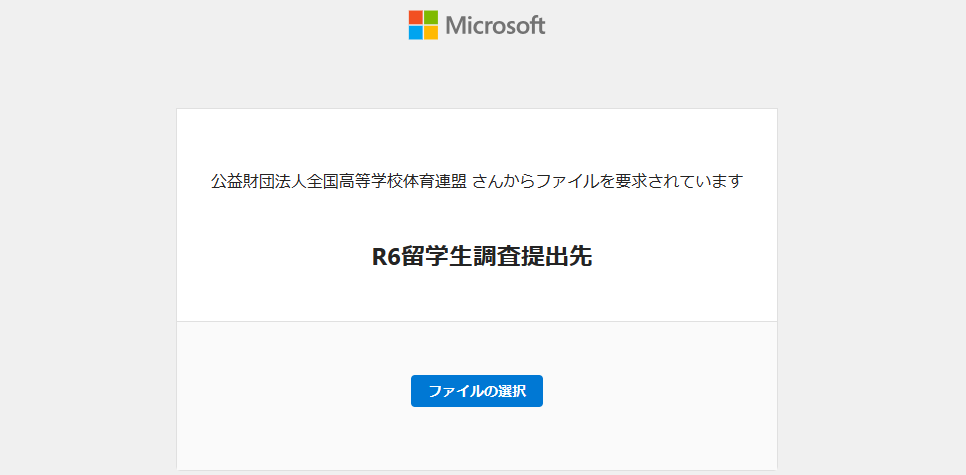 Microsoft
公益財団法人全国高等学校体育連盟 さんからファイルを要求されています
R6留学生調査提出先
ファイルの選択